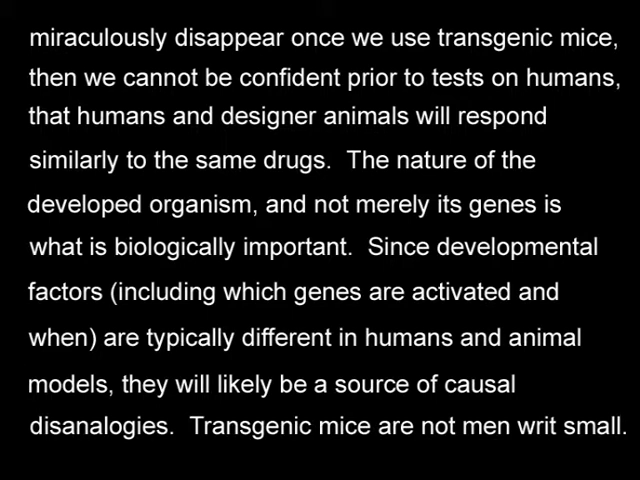 miraculously disappear once we use transgenic mice,
then we cannot be confident prior to tests on humans,
that humans and designer animals will respond
similarly to the same drugs.  The nature of the
developed organism, and not merely its genes is
what is biologically important.  Since developmental
factors (including which genes are activated and
when) are typically different in humans and animal
models, they will likely be a source of causal
disanalogies.  Transgenic mice are not men writ small.